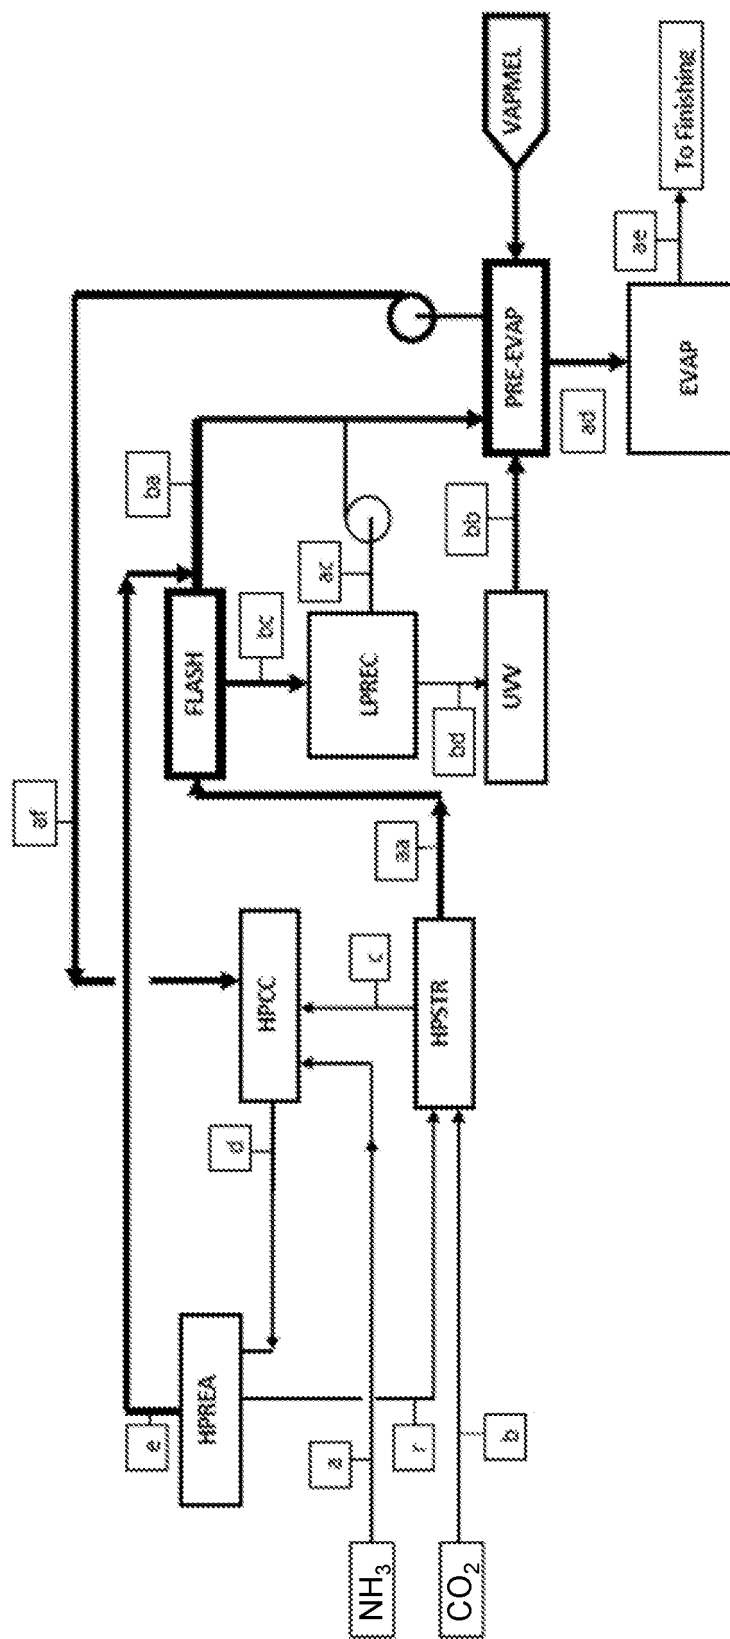 af
e
ba
HPREA
FLASH
d
bc
HPCC
a
ac
c
LPREC
NH₃
aa
r
HPSTR
bd
bb
CO₂
b
UVV
PRE-EVAP
VAPMEL
ad
ae
EVAP
To Finishing